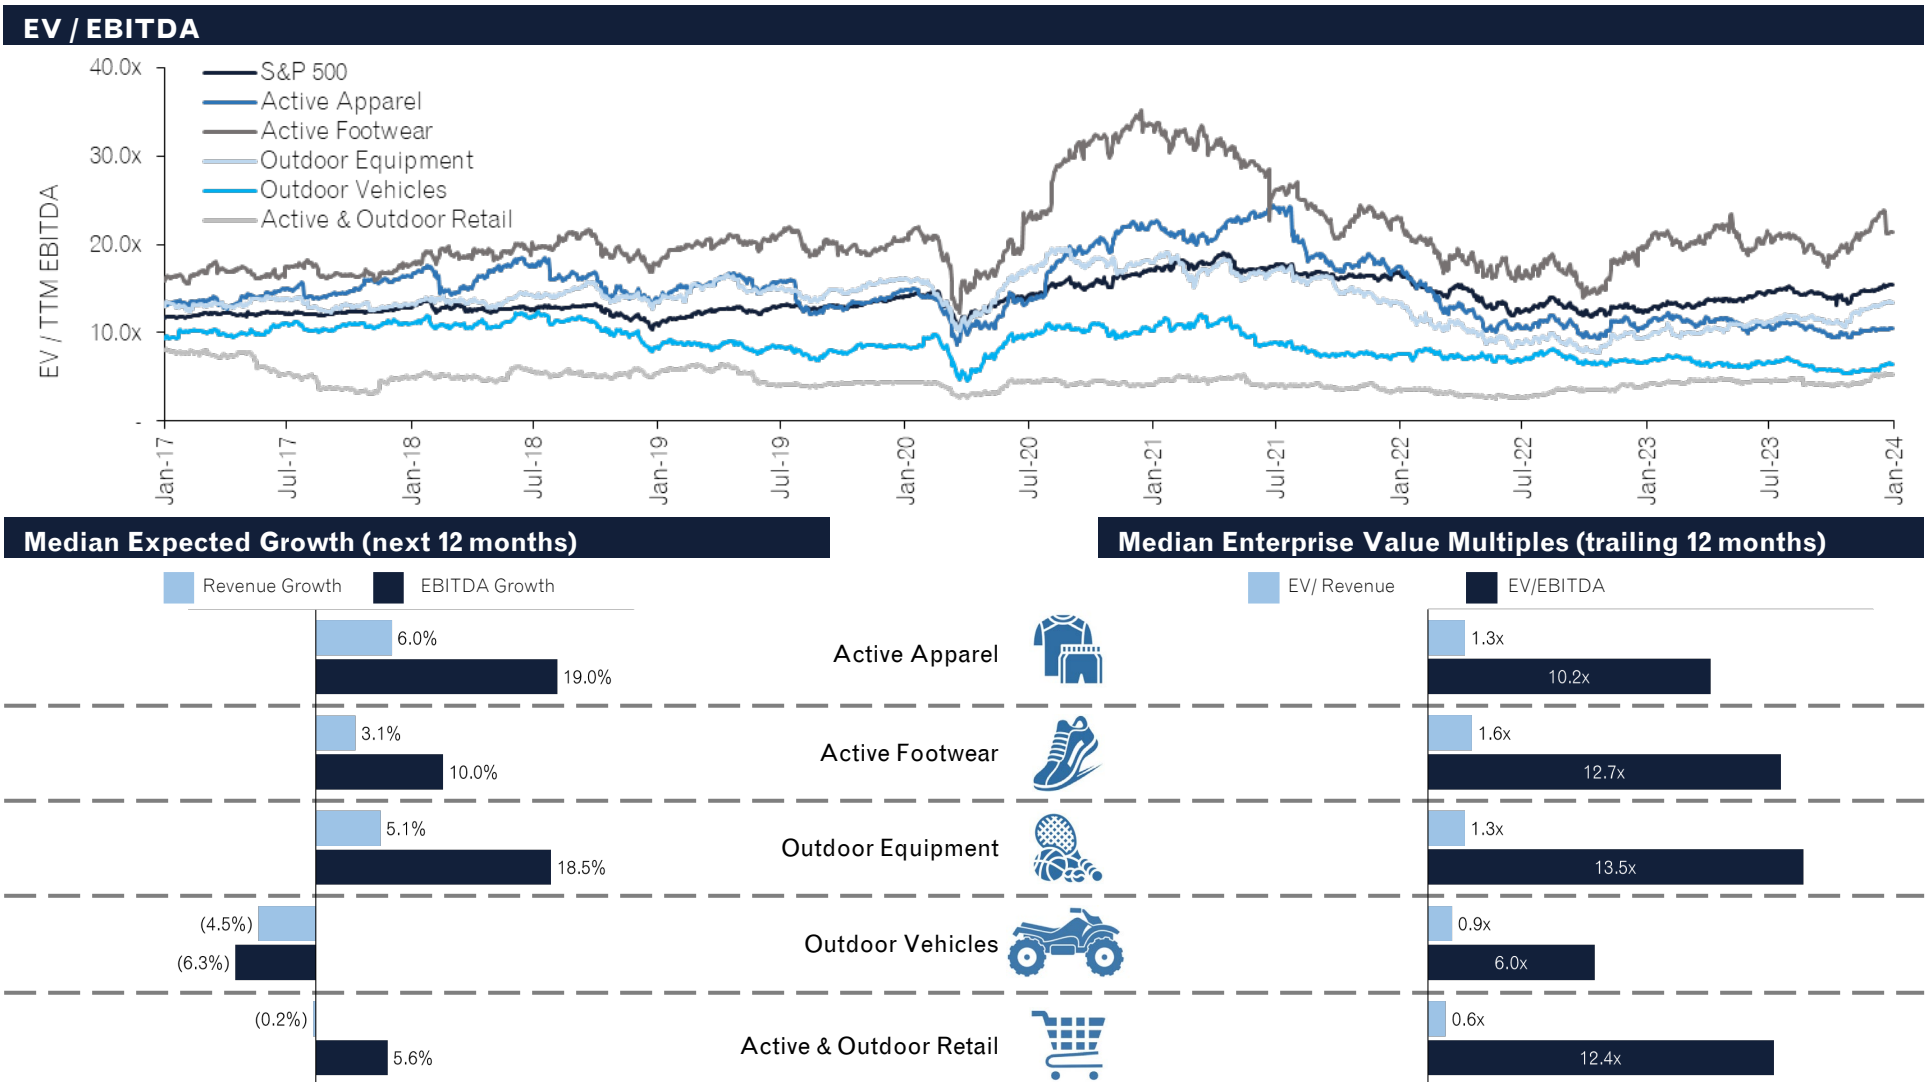 EV / EBITDA
40.0x
30.0x
20.0x
10.0x
-
EV / TTM EBITDA
S&P 500
Active Apparel
Active Footwear
Outdoor Equipment
Outdoor Vehicles
Active & Outdoor Retail
Jan-17
Jul-17
Jan-18
Jul-18
Jan-19
Jul-19
Jan-20
Jul-20
Jan-21
Jul-21
Jan-22
Jul-22
Jan-23
Jul-23
Jan-24
Median Expected Growth (next 12 months)
Median Enterprise Value Multiples (trailing 12 months)
Revenue Growth
EBITDA Growth
EV/ Revenue
EV/EBITDA
6.0%
19.0%
Active Apparel
1.3x
10.2x
3.1%
10.0%
Active Footwear
1.6x
12.7x
5.1%
18.5%
Outdoor Equipment
1.3x
13.5x
(4.5%)
(6.3%)
Outdoor Vehicles
0.9x
6.0x
(0.2%)
5.6%
Active & Outdoor Retail
0.6x
12.4x